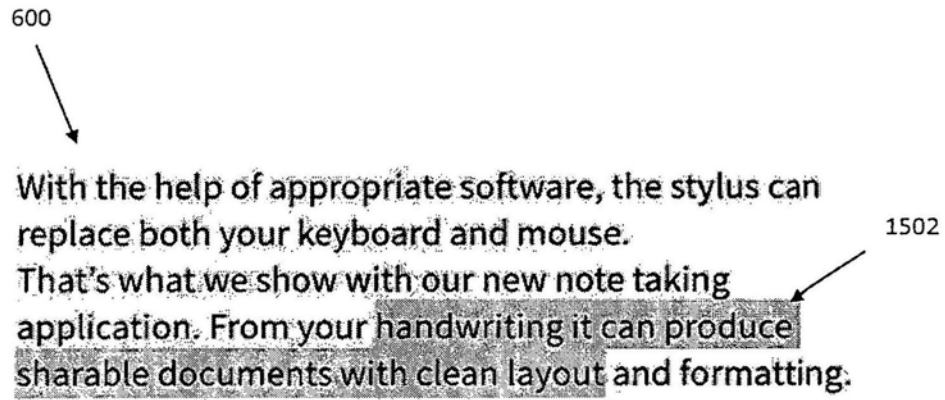 600
With the help of appropriate software, the stylus can
replace both your keyboard and mouse.
1502
That's what we show with our new note taking
application. From your handwriting it can produce
sharable documents with clean layout and formatting.